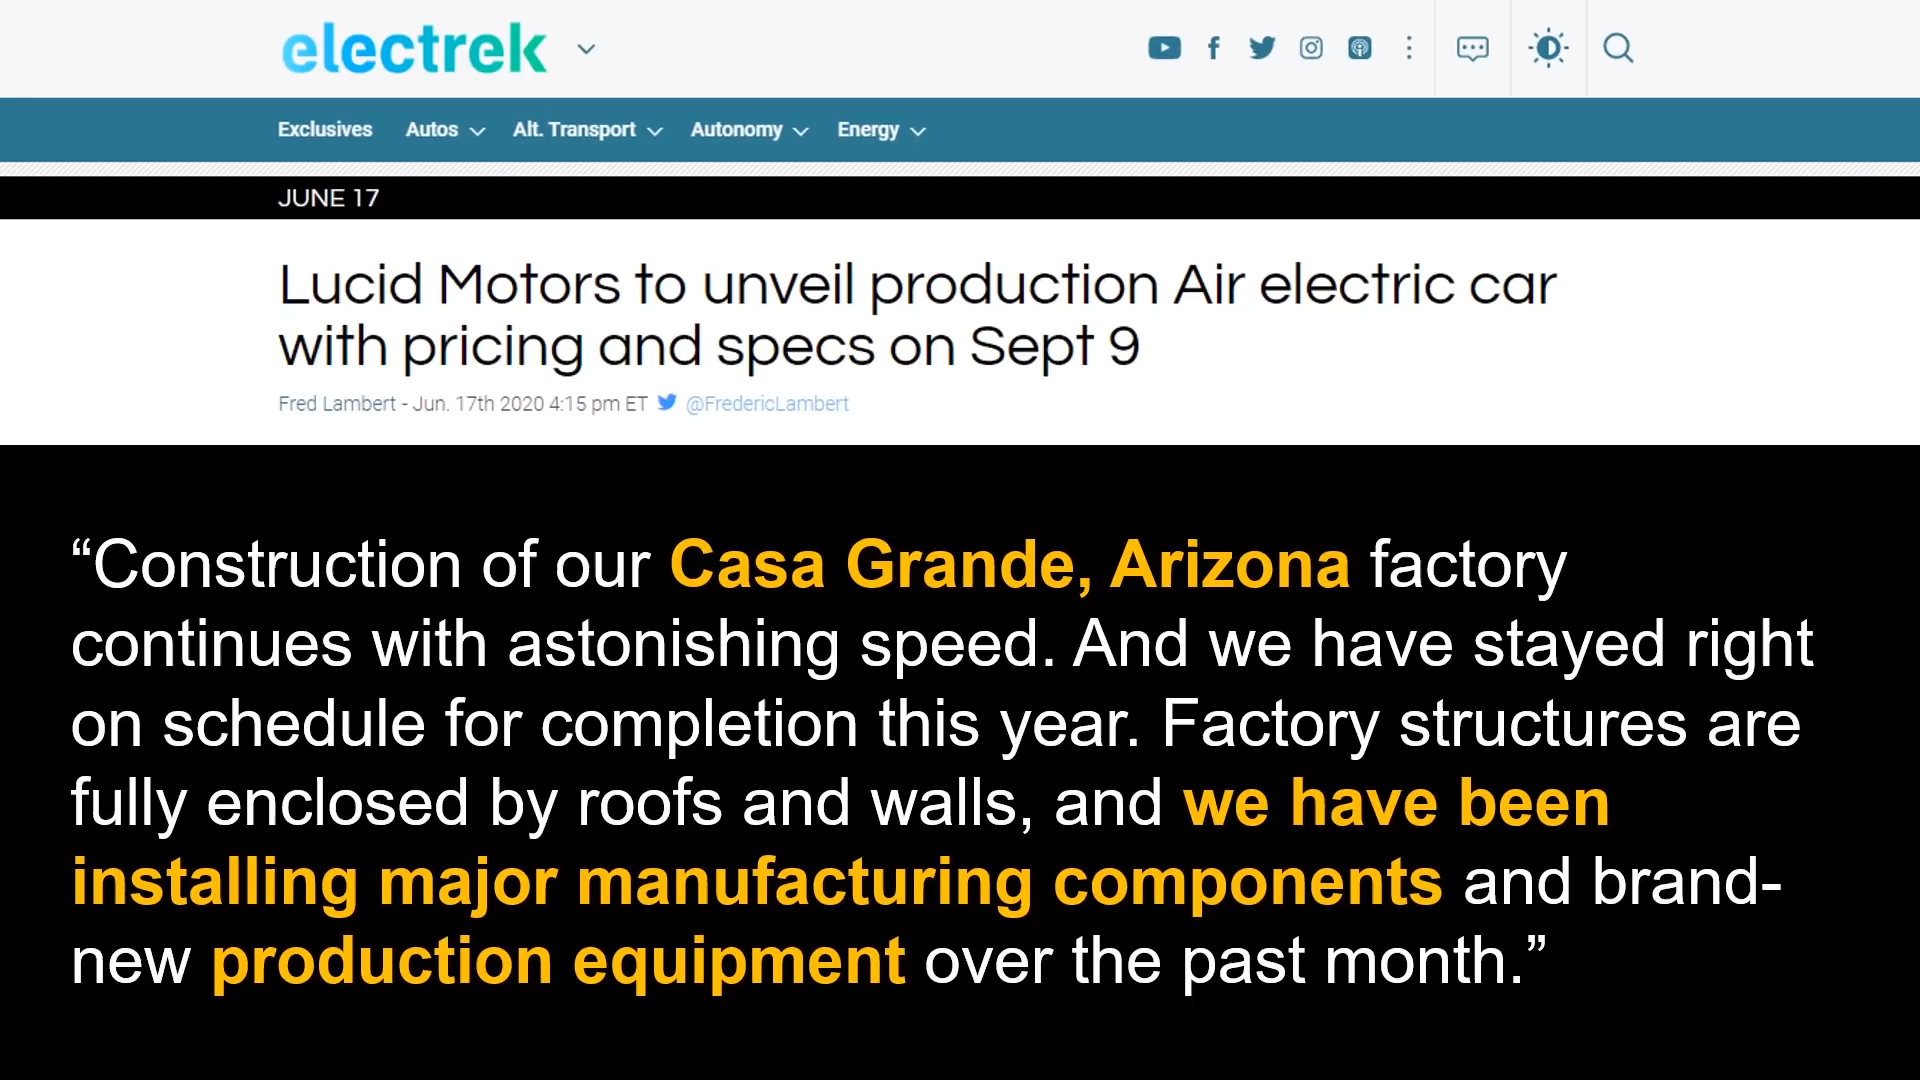 electrek
Exclusives Autos Alt. Transport Autonomy Energy
JUNE 17
Lucid Motors to unveil production Air electric car
with pricing and specs on Sept 9
Fred Lambert - Jun. 17th 2020 4:15 pm ET @FredericLambert
“Construction of our Casa Grande, Arizona factory
continues with astonishing speed. And we have stayed right
on schedule for completion this year. Factory structures are
fully enclosed by roofs and walls, and we have been
installing major manufacturing components and brand-
new production equipment over the past month.”